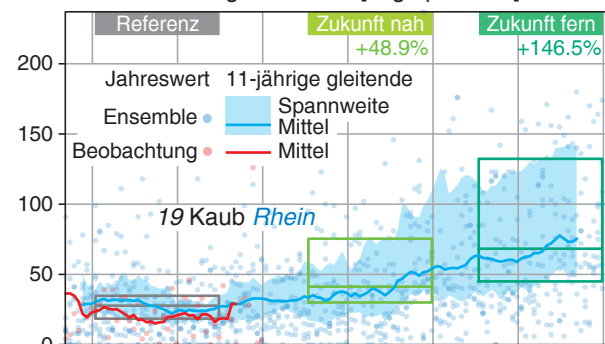 Referenz Zukunft nah Zukunft fern
+48.9% +146.5%
200
Jahreswert 11-jährige gleitende
Ensemble Spannweite
Mittel
150
Beobachtung Mittel
100
19 Kaub Rhein
50
0